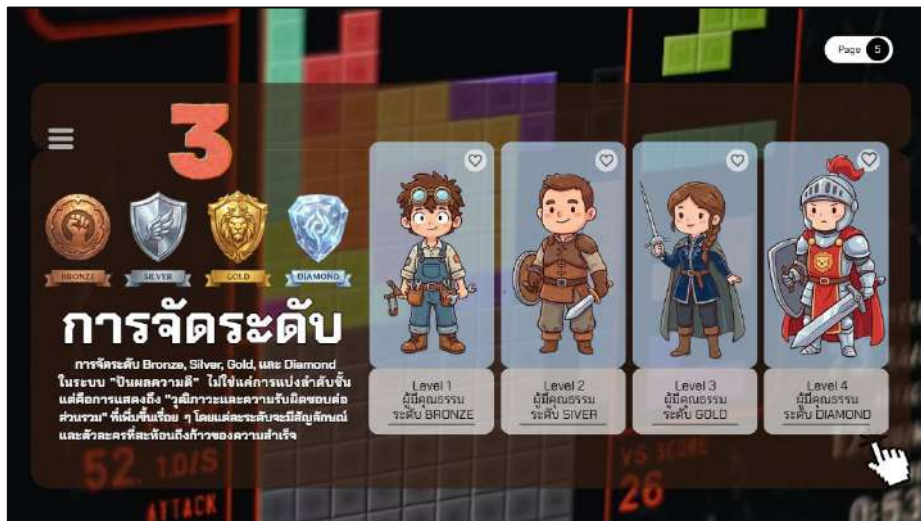 Page 5
3
BRONZE
SILVER
GOLD
DIAMOND
การจัดระดับ
การจัดระดับ Bronze, Silver, Gold, และ Diamond
ในระบบ "ปันผลความดี" ไม่ใช่แค่การแบ่งลำดับชั้น
แต่คือการแสดงถึง "วุฒิภาวะและความรับผิดชอบต่อ
ส่วนรวม" ที่เพิ่มขึ้นเรื่อย ๆ โดยแต่ละระดับจะมีสัญลักษณ์
และตัวละครที่สะท้อนถึงก้าวของความสำเร็จ
Level 1
ผู้มีคุณธรรม
ระดับ BRONZE
Level 2
ผู้มีคุณธรรม
ระดับ SIVER
Level 3
ผู้มีคุณธรรม
ระดับ GOLD
Level 4
ผู้มีคุณธรรม
ระดับ DIAMOND
52. 1.0/S
ATTACK
VS SCORE
26